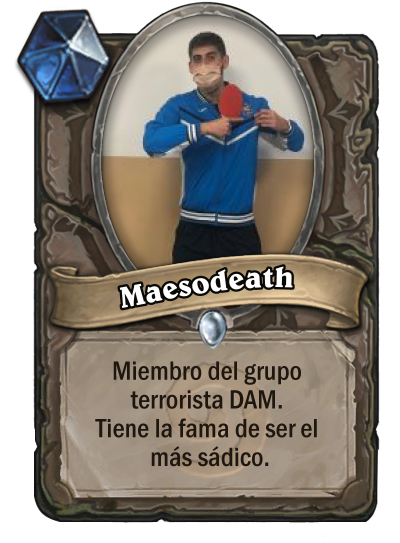 Maesodeath
Miembro del grupo
terrorista DAM.
Tiene la fama de ser el
más sádico.